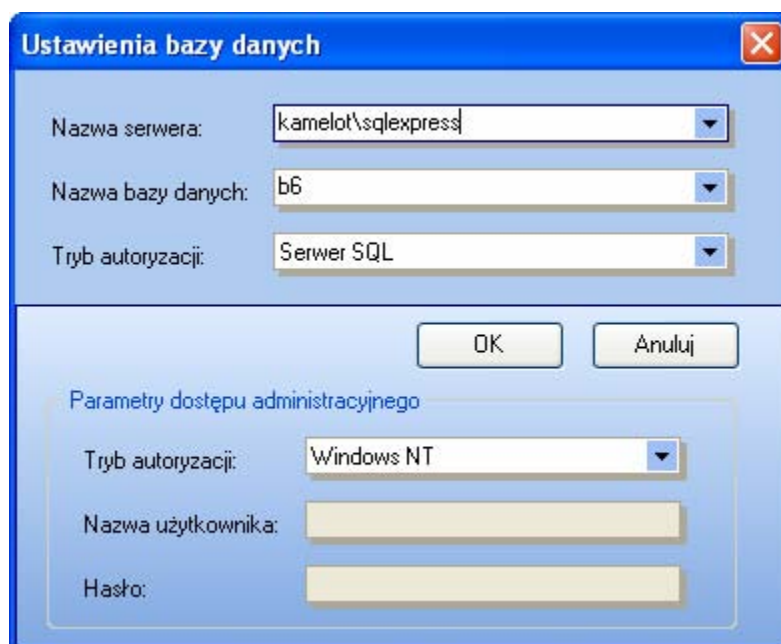 Ustawienia bazy danych
Nazwa serwera: kamelot\sqlexpress
Nazwa bazy danych: b6
Tryb autoryzacji: Serwer SQL
OK Anuluj
Parametry dostępu administracyjnego
Tryb autoryzacji: Windows NT
Nazwa użytkownika:
Hasło: